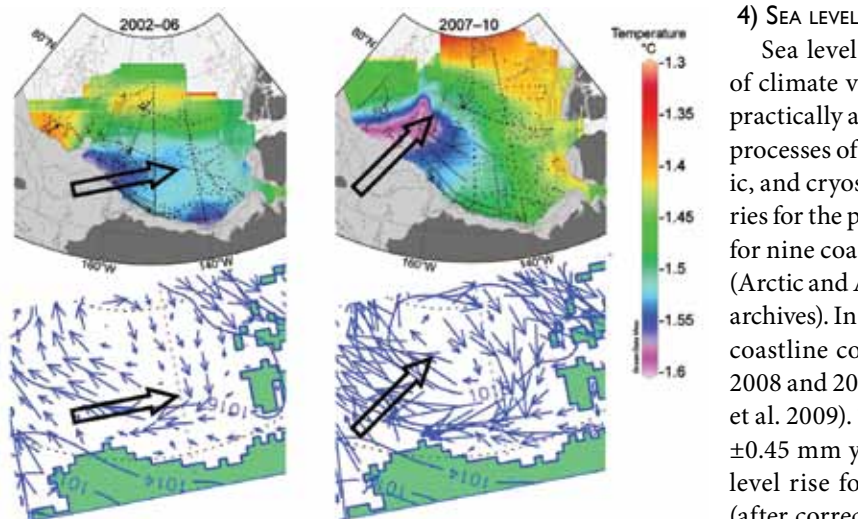 2002–06
2007–10
80°N
80°N
Temperature
°C
-1.3
-1.35
-1.4
-1.45
-1.5
-1.55
-1.6
160°W
140°W
160°W
140°W
1016
1014
1014
4) SEA LEVEL
Sea level
of climate v
practically a
processes of
ic, and cryos
ries for the p
for nine coa
(Arctic and A
archives). In
coastline co
2008 and 20
et al. 2009).
±0.45 mm y
level rise fo
(after correc